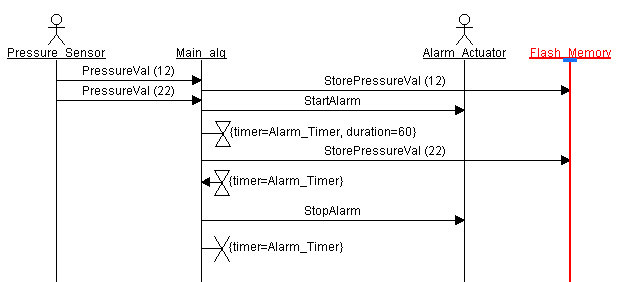 Pressure_Sensor Main_alg Alarm_Actuator Flash_Memory
PressureVal (12)
StorePressureVal (12)
PressureVal (22)
StartAlarm
{timer=Alarm_Timer, duration=60}
StorePressureVal (22)
{timer=Alarm_Timer}
StopAlarm
{timer=Alarm_Timer}